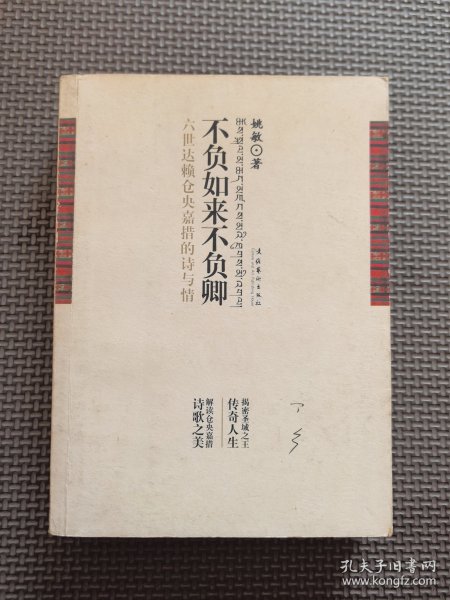 姚敏 著
不负如来不负卿
六世达赖仓央嘉措的诗与情
文化艺术出版社
揭密圣域之王
传奇人生
解读仓央嘉措
诗歌之美
孔夫子旧书网
www.kongfz.com